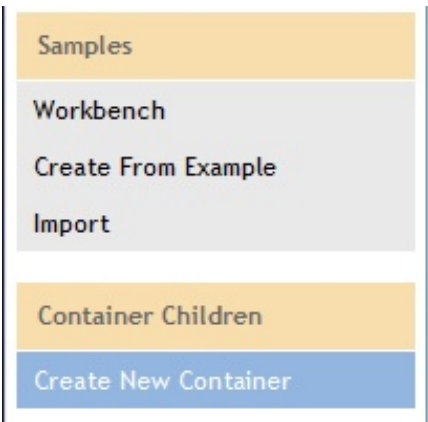 Samples
Workbench
Create From Example
Import
Container Children
Create New Container